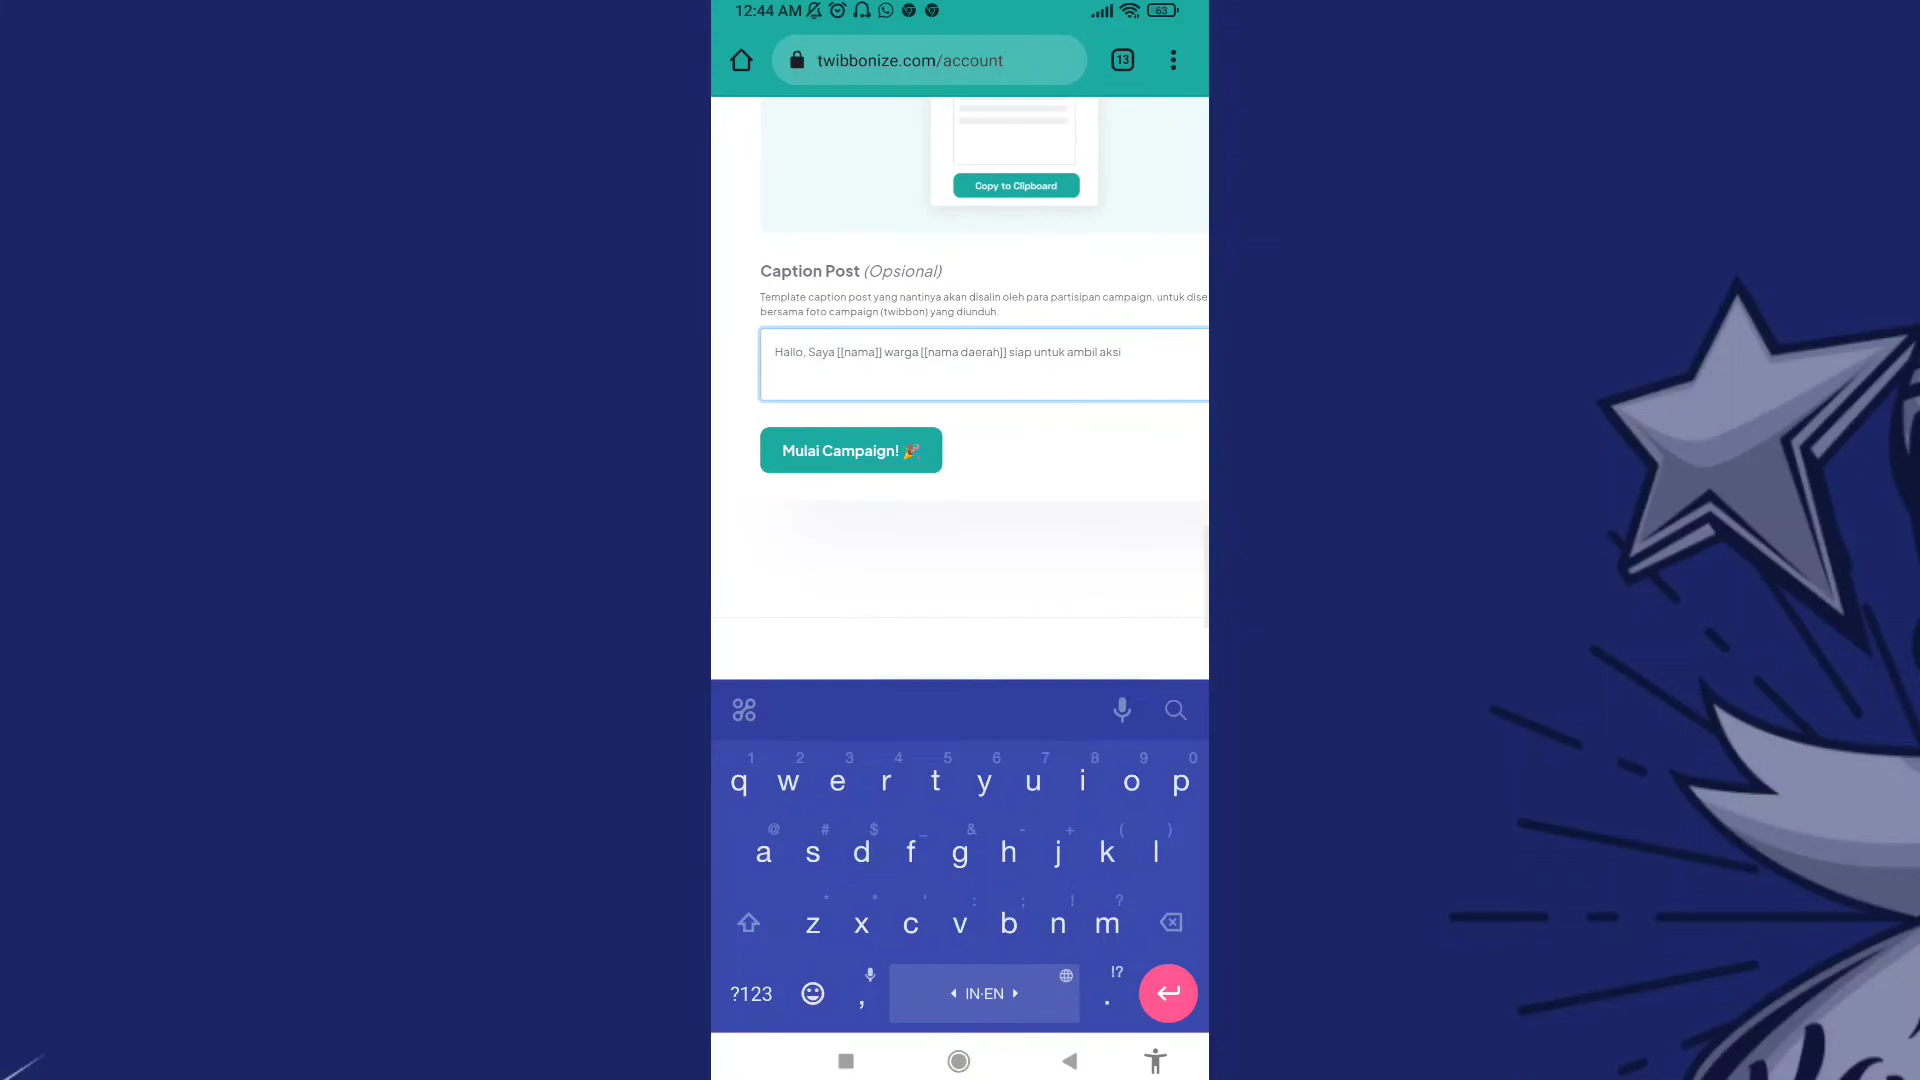 12:44 AM
63
twibbonize.com/account
13
Copy to Clipboard
Caption Post (Opsional)
Template caption post yang nantinya akan disalin oleh para partisipan campaign, untuk dise
bersama foto campaign (twibbon) yang diunduh.
Hallo, Saya [[nama]] warga [[nama daerah]] siap untuk ambil aksi
Mulai Campaign! 🎉
1 2 3 4 5 6 7 8 9 0
q w e r t y u i o p
@ # $ _ & - + ( )
a s d f g h j k l
* " ' : ; ! ?
z x c v b n m
!?
?123 , IN·EN .